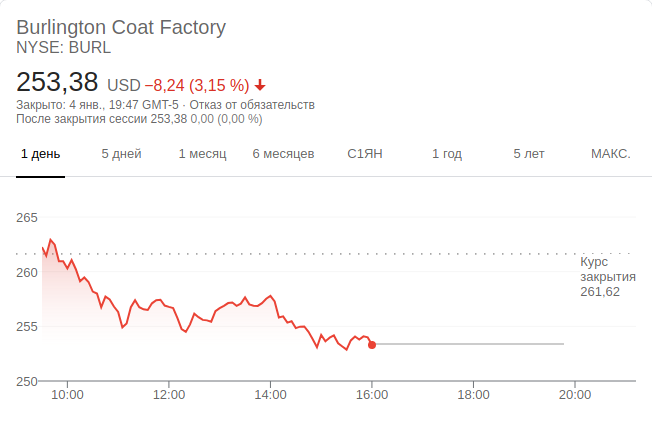 Burlington Coat Factory
NYSE: BURL
253,38 USD −8,24 (3,15 %)
Закрыто: 4 янв., 19:47 GMT-5 · Отказ от обязательств
После закрытия сессии 253,38 0,00 (0,00 %)
1 день 5 дней 1 месяц 6 месяцев С1ЯН 1 год 5 лет МАКС.
265
Курс
закрытия
261,62
260
255
250
10:00 12:00 14:00 16:00 18:00 20:00